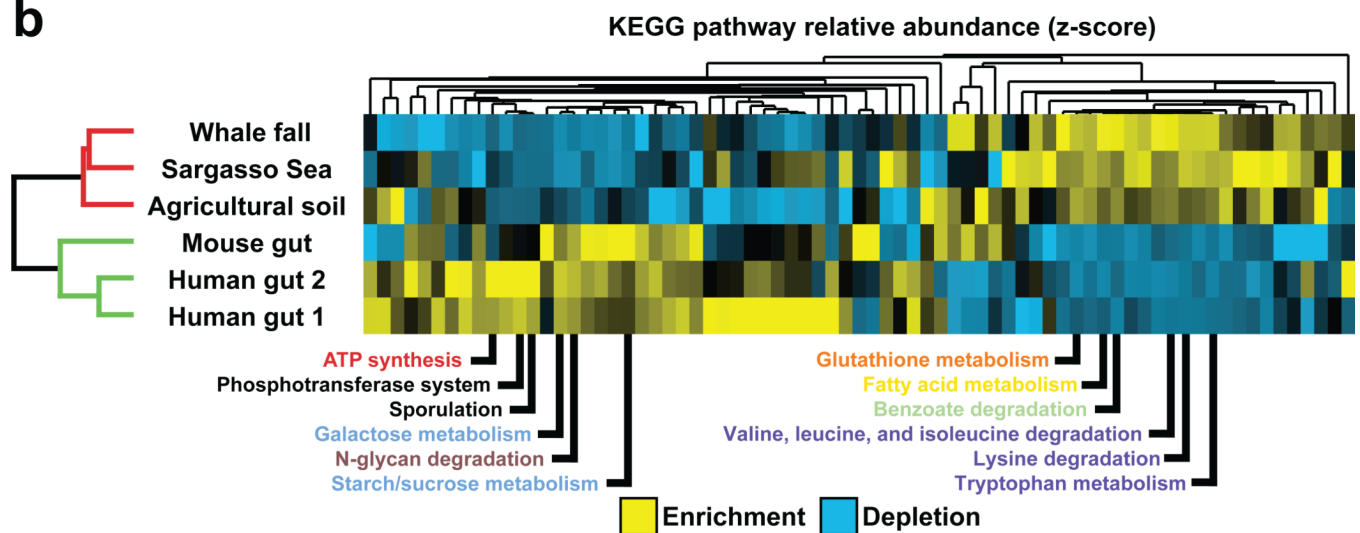 b
KEGG pathway relative abundance (z-score)
Whale fall
Sargasso Sea
Agricultural soil
Mouse gut
Human gut 2
Human gut 1
ATP synthesis
Phosphotransferase system
Sporulation
Galactose metabolism
N-glycan degradation
Starch/sucrose metabolism
Glutathione metabolism
Fatty acid metabolism
Benzoate degradation
Valine, leucine, and isoleucine degradation
Lysine degradation
Tryptophan metabolism
Enrichment
Depletion